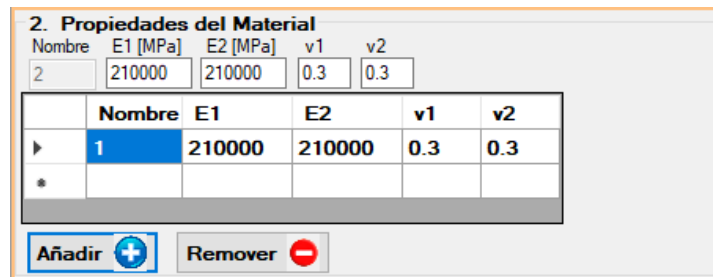 2. Propiedades del Material
Nombre E1 [MPa] E2 [MPa] v1 v2
2 210000 210000 0.3 0.3
Nombre E1 E2 v1 v2
1 210000 210000 0.3 0.3
Añadir Remover